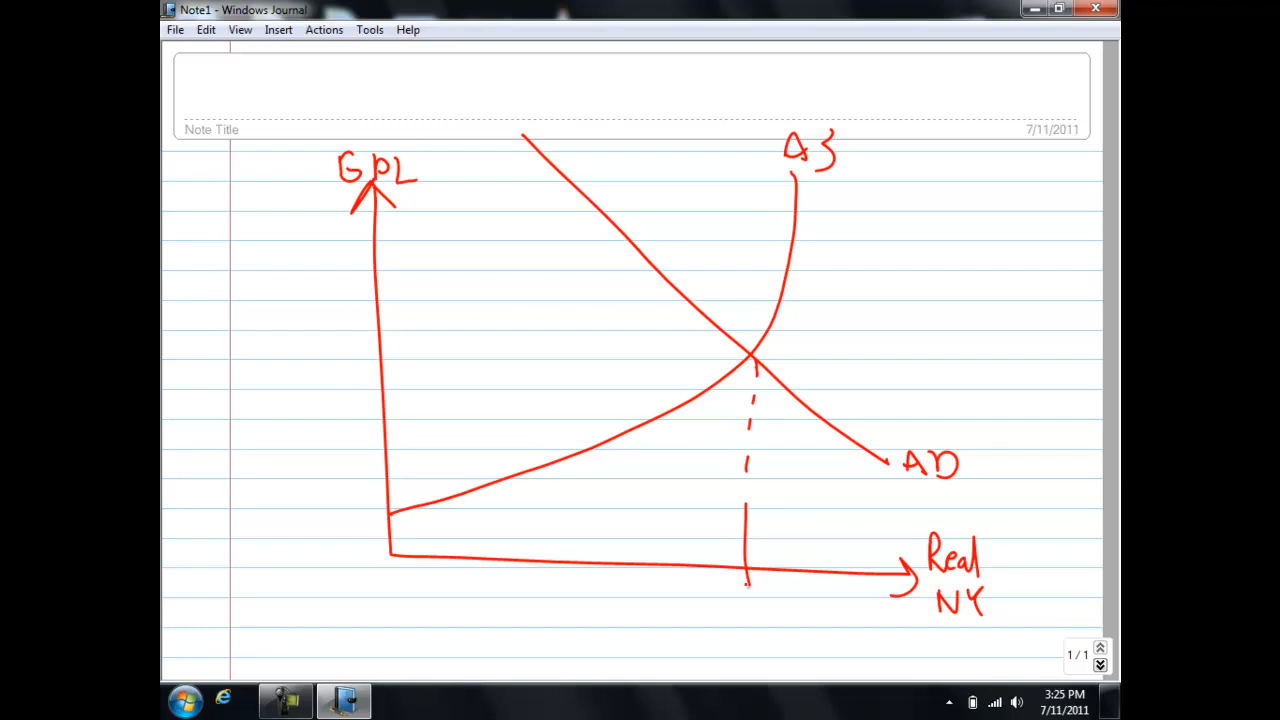 Note1 - Windows Journal
File Edit View Insert Actions Tools Help
Note Title 7/11/2011
AS
GPL
AD
Real
NY
1 / 1
3:25 PM
7/11/2011